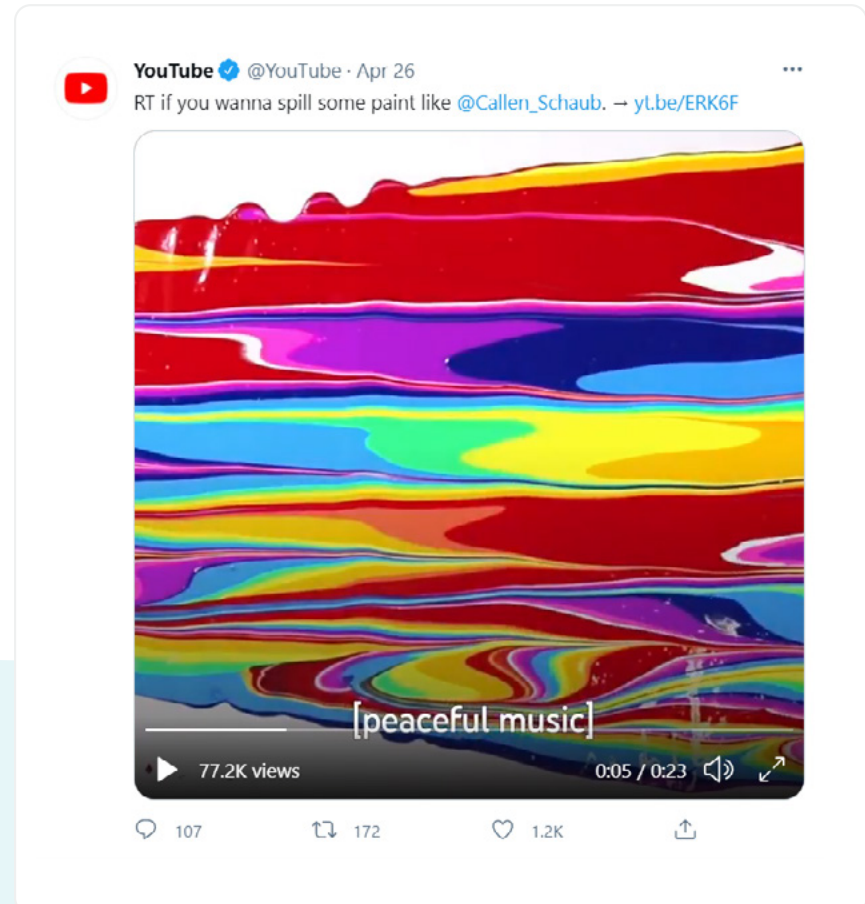 YouTube @YouTube · Apr 26
RT if you wanna spill some paint like @Callen_Schaub. → yt.be/ERK6F
[peaceful music]
77.2K views 0:05 / 0:23
107 172 1.2K